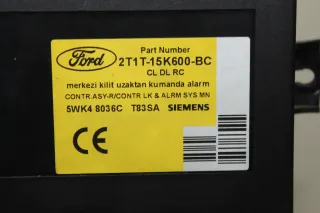 Ford
Part Number
2T1T-15K600-BC
CL DL RC
merkezi kilit uzaktan kumanda alarm
CONTR.ASY-R/CONTR LK & ALRM SYS MN
5WK4 8036C T83SA SIEMENS
CE